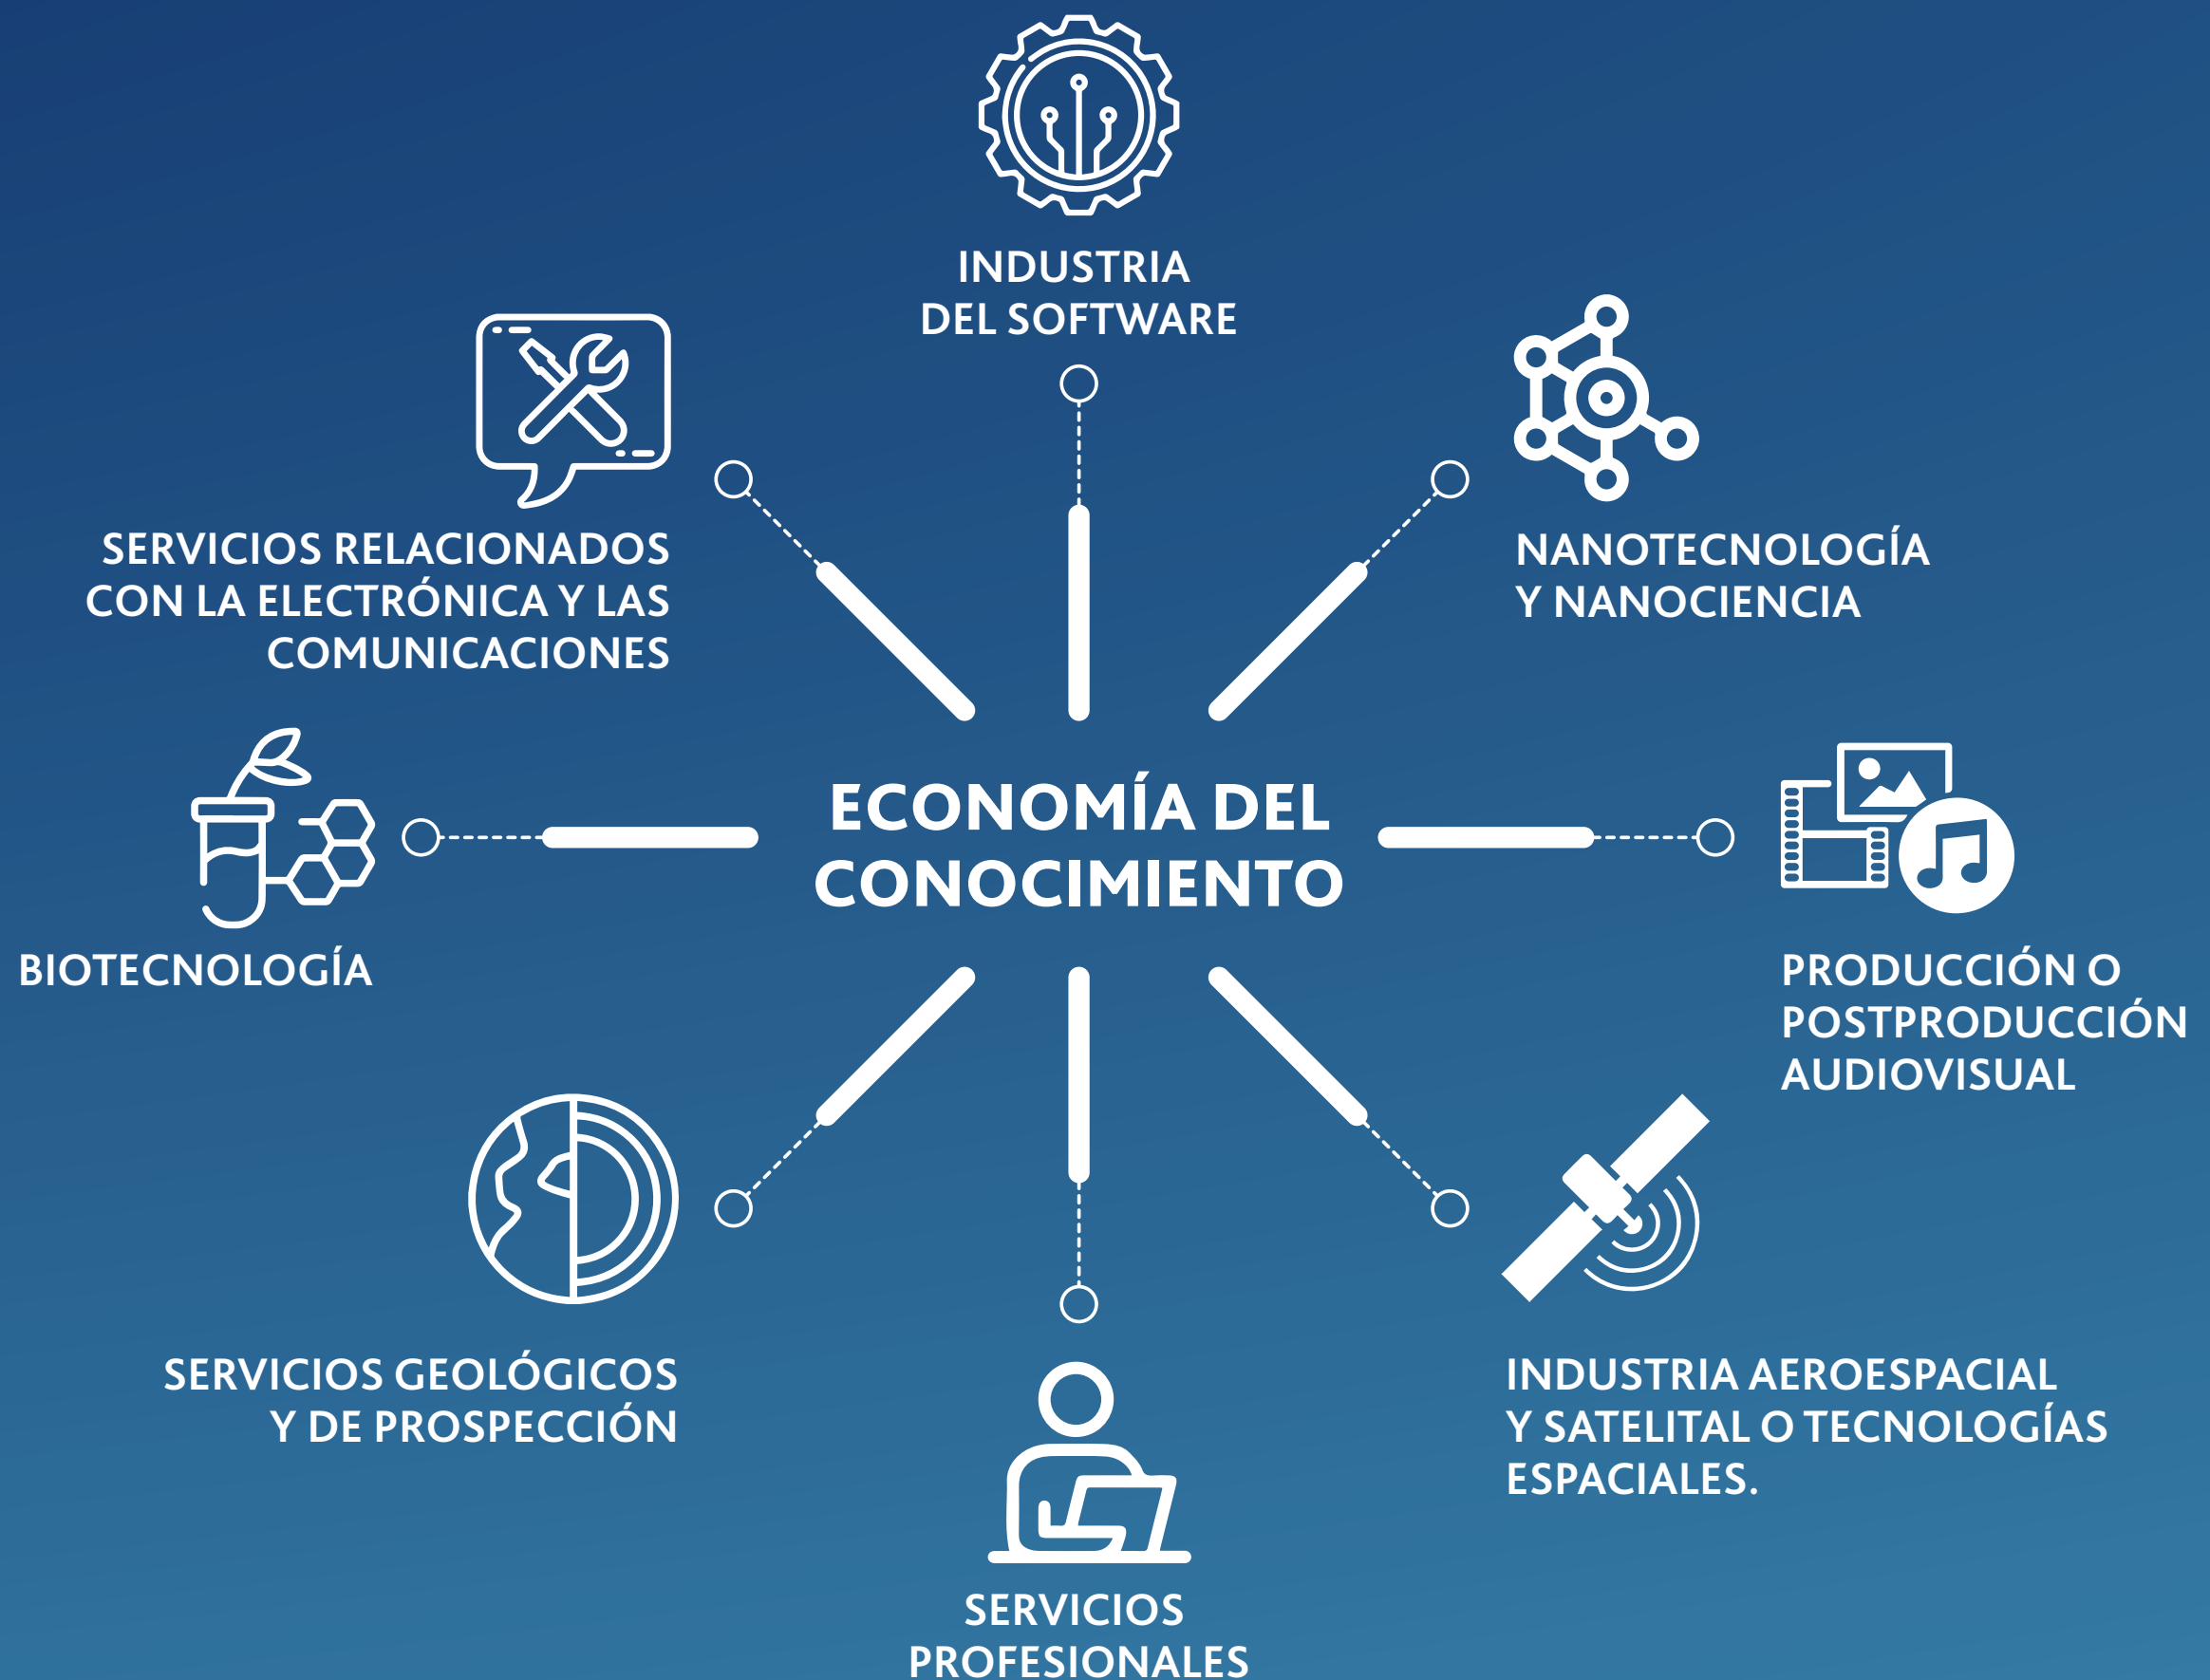 INDUSTRIA
DEL SOFTWARE
SERVICIOS RELACIONADOS
CON LA ELECTRÓNICA Y LAS
COMUNICACIONES
NANOTECNOLOGÍA
Y NANOCIENCIA
ECONOMÍA DEL
CONOCIMIENTO
BIOTECNOLOGÍA
PRODUCCIÓN O
POSTPRODUCCIÓN
AUDIOVISUAL
SERVICIOS GEOLÓGICOS
Y DE PROSPECCIÓN
INDUSTRIA AEROESPACIAL
Y SATELITAL O TECNOLOGÍAS
ESPACIALES.
SERVICIOS
PROFESIONALES